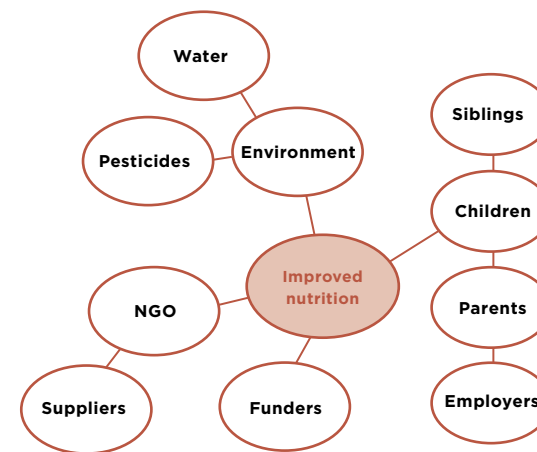 Water
Siblings
Pesticides
Environment
Children
Improved
nutrition
NGO
Parents
Suppliers
Funders
Employers